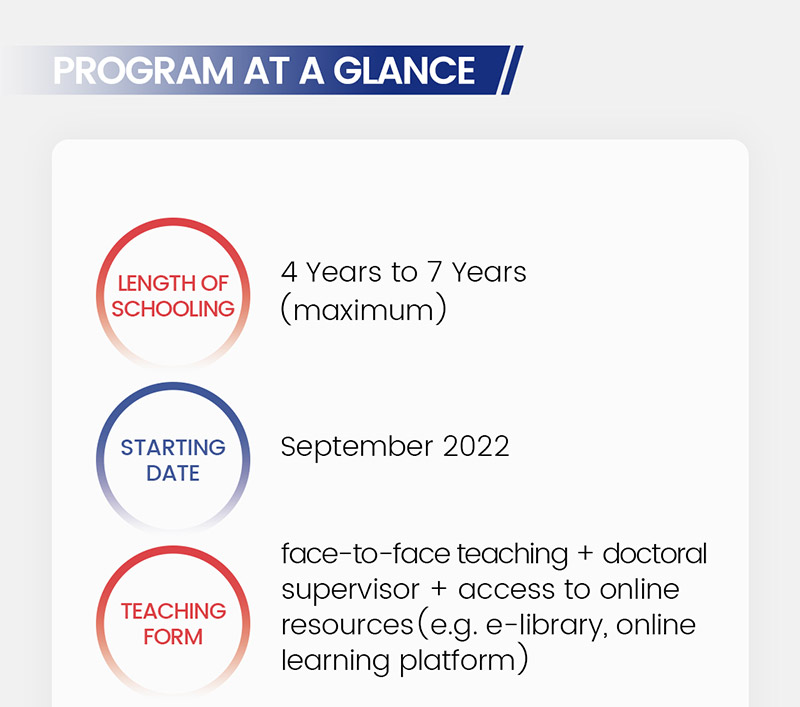 PROGRAM AT A GLANCE
LENGTH OF
SCHOOLING
4 Years to 7 Years
(maximum)
STARTING
DATE
September 2022
TEACHING
FORM
face-to-face teaching + doctoral
supervisor + access to online
resources(e.g. e-library, online
learning platform)